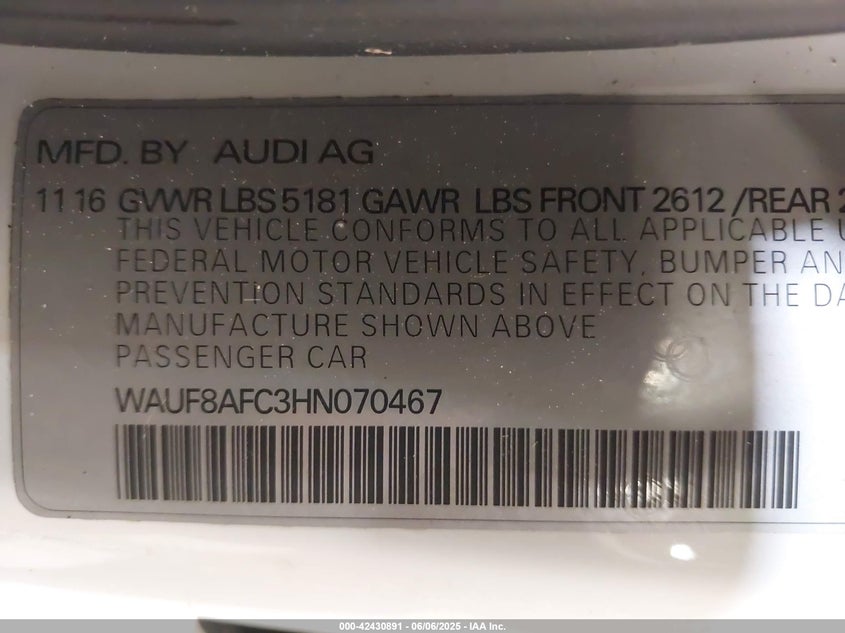 MFD. BY AUDI AG
11 16 GVWR LBS 5181 GAWR LBS FRONT 2612 /REAR 2
THIS VEHICLE CONFORMS TO ALL APPLICABLE U
FEDERAL MOTOR VEHICLE SAFETY, BUMPER AN
PREVENTION STANDARDS IN EFFECT ON THE DA
MANUFACTURE SHOWN ABOVE
PASSENGER CAR
WAUF8AFC3HN070467
000-42430891 - 06/06/2025 - IAA Inc.